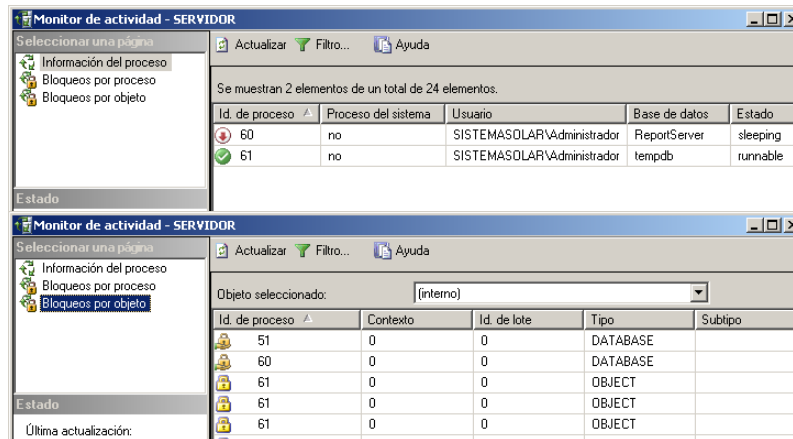 Monitor de actividad - SERVIDOR
Seleccionar una página
Información del proceso
Bloqueos por proceso
Bloqueos por objeto
Estado
Actualizar Filtro... Ayuda
Se muestran 2 elementos de un total de 24 elementos.
Id. de proceso Proceso del sistema Usuario Base de datos Estado
60 no SISTEMASOLAR\Administrador ReportServer sleeping
61 no SISTEMASOLAR\Administrador tempdb runnable
Monitor de actividad - SERVIDOR
Seleccionar una página
Información del proceso
Bloqueos por proceso
Bloqueos por objeto
Estado
Última actualización:
Actualizar Filtro... Ayuda
Objeto seleccionado: (interno)
Id. de proceso Contexto Id. de lote Tipo Subtipo
51 0 0 DATABASE
60 0 0 DATABASE
61 0 0 OBJECT
61 0 0 OBJECT
61 0 0 OBJECT